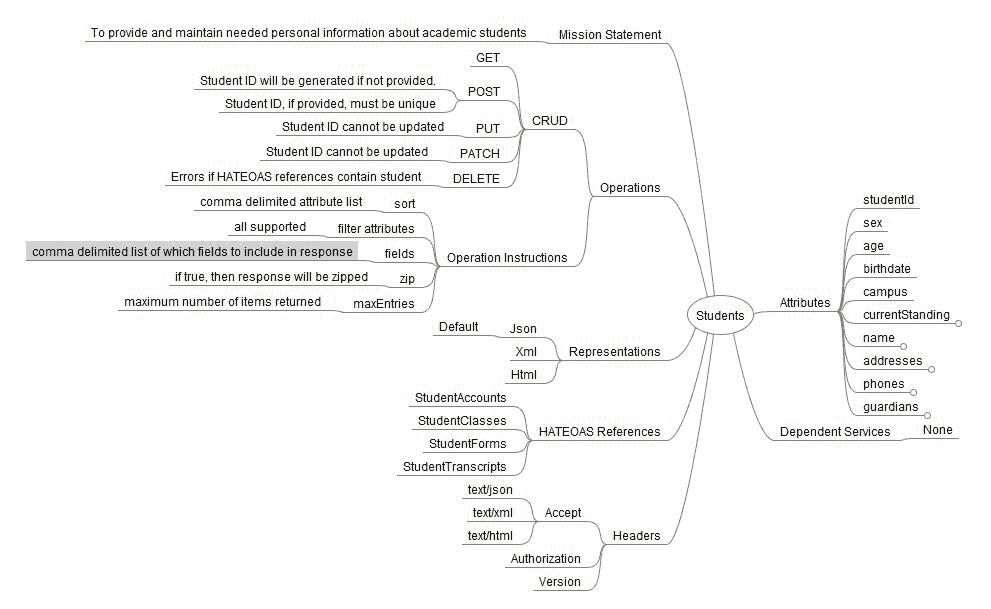 To provide and maintain needed personal information about academic students
Mission Statement
GET
Student ID will be generated if not provided.
Student ID, if provided, must be unique
POST
Student ID cannot be updated
PUT
Student ID cannot be updated
PATCH
Errors if HATEOAS references contain student
DELETE
CRUD
Operations
comma delimited attribute list
sort
all supported
filter attributes
comma delimited list of which fields to include in response
fields
if true, then response will be zipped
zip
maximum number of items returned
maxEntries
Operation Instructions
Default
Json
Xml
Html
Representations
StudentAccounts
StudentClasses
StudentForms
StudentTranscripts
HATEOAS References
text/json
text/xml
text/html
Accept
Authorization
Version
Headers
Students
Attributes
studentId
sex
age
birthdate
campus
currentStanding
name
addresses
phones
guardians
Dependent Services
None